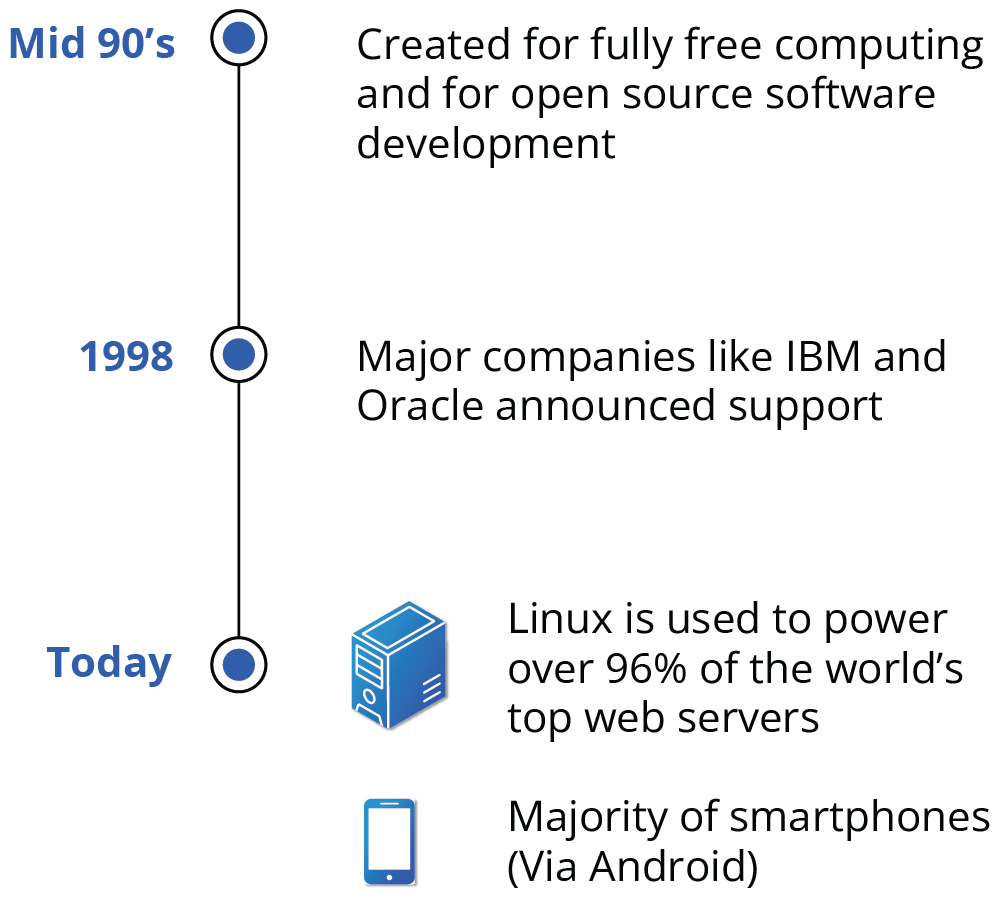 Mid 90’s
Created for fully free computing
and for open source software
development
1998
Major companies like IBM and
Oracle announced support
Today
Linux is used to power
over 96% of the world’s
top web servers
Majority of smartphones
(Via Android)